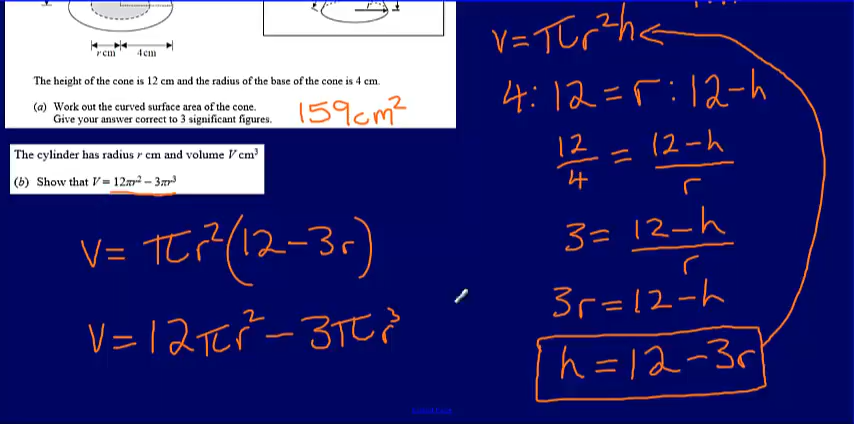 r cm 4cm
r
The height of the cone is 12 cm and the radius of the base of the cone is 4 cm.
(a) Work out the curved surface area of the cone.
Give your answer correct to 3 significant figures.
159cm²
The cylinder has radius r cm and volume V cm³
(b) Show that V = 12πr² – 3πr³
V = πr²(12-3r)
V = 12πr² - 3πr³
V = πr²h
4 : 12 = r : 12-h
12/4 = 12-h/r
3 = 12-h/r
3r = 12-h
h = 12-3r